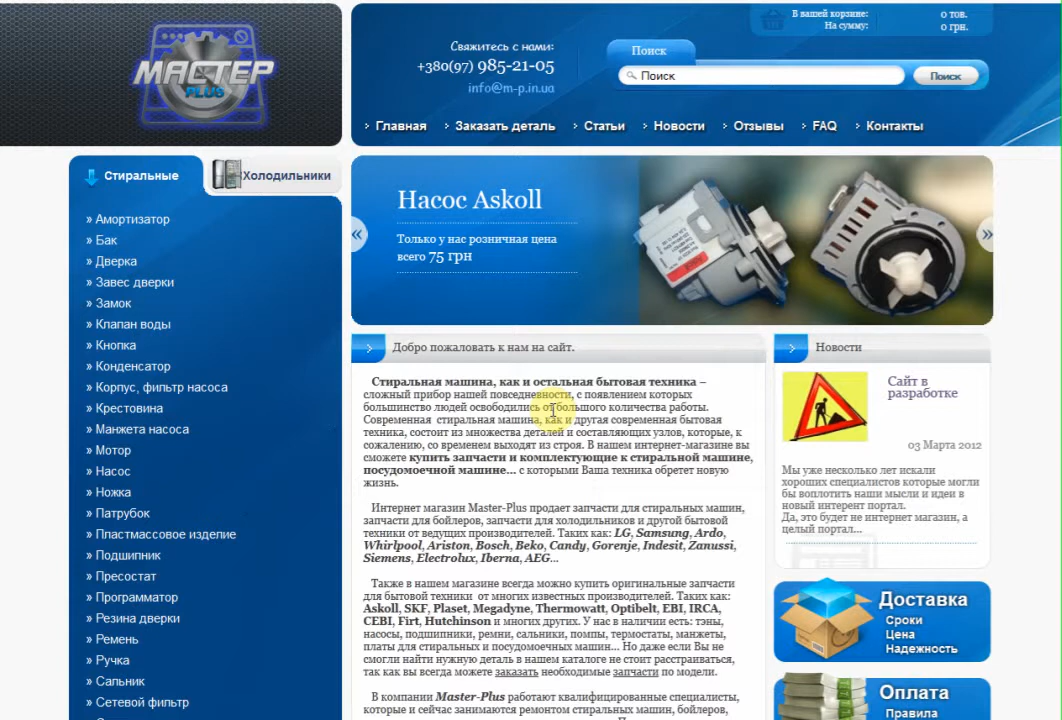 МАСТЕР
PLUS
Свяжитесь с нами:
+380(97) 985-21-05
info@m-p.in.ua
В вашей корзине: 0 тов.
На сумму: 0 грн.
Поиск
Поиск
Поиск
Главная
Заказать деталь
Статьи
Новости
Отзывы
FAQ
Контакты
Стиральные
Холодильники
» Амортизатор
» Бак
» Дверка
» Завес дверки
» Замок
» Клапан воды
» Кнопка
» Конденсатор
» Корпус, фильтр насоса
» Крестовина
» Манжета насоса
» Мотор
» Насос
» Ножка
» Патрубок
» Ппастмассовое изделие
» Подшипник
» Пресостат
» Программатор
» Резина дверки
» Ремень
» Ручка
» Сальник
» Сетевой фильтр
Насос Askoll
Только у нас розничная цена
всего 75 грн
Добро пожаловать к нам на сайт.
Стиральная машина, как и остальная бытовая техника –
сложный прибор нашей повседневности, с появлением которых
большинство людей освободились от большого количества работы.
Современная стиральная машина, как и другая современная бытовая
техника, состоит из множества деталей и составляющих узлов, которые, к
сожалению, со временем выходят из строя. В нашем интернет-магазине вы
сможете купить запчасти и комплектующие к стиральной машине,
посудомоечной машине... с которыми Ваша техника обретет новую
жизнь.
Интернет магазин Master-Plus продает запчасти для стиральных машин,
запчасти для бойлеров, запчасти для холодильников и другой бытовой
техники от ведущих производителей. Таких как: LG, Samsung, Ardo,
Whirlpool, Ariston, Bosch, Beko, Candy, Gorenje, Indesit, Zanussi,
Siemens, Electrolux, Iberna, AEG...
Также в нашем магазине всегда можно купить оригинальные запчасти
для бытовой техники от многих известных производителей. Таких как:
Askoll, SKF, Plaset, Megadyne, Thermowatt, Optibelt, EBI, IRCA,
CEBI, Firt, Hutchinson и многих других. У нас в наличии есть: тэны,
насосы, подшипники, ремни, сальники, помпы, термостаты, манжеты,
платы для стиральных и посудомоечных машин... Но даже если Вы не
смогли найти нужную деталь в нашем каталоге не стоит расстраиваться,
так как вы всегда можете заказать необходимые запчасти по модели.
В компании Master-Plus работают квалифицированные специалисты,
которые и сейчас занимаются ремонтом стиральных машин, бойлеров,
Новости
Сайт в
разработке
03 Марта 2012
Мы уже несколько лет искали
хороших специалистов которые могли
бы воплотить наши мысли и идеи в
новый интерент портал.
Да, это будет не интернет магазин, а
целый портал...
Доставка
Сроки
Цена
Надежность
Оплата
Правила